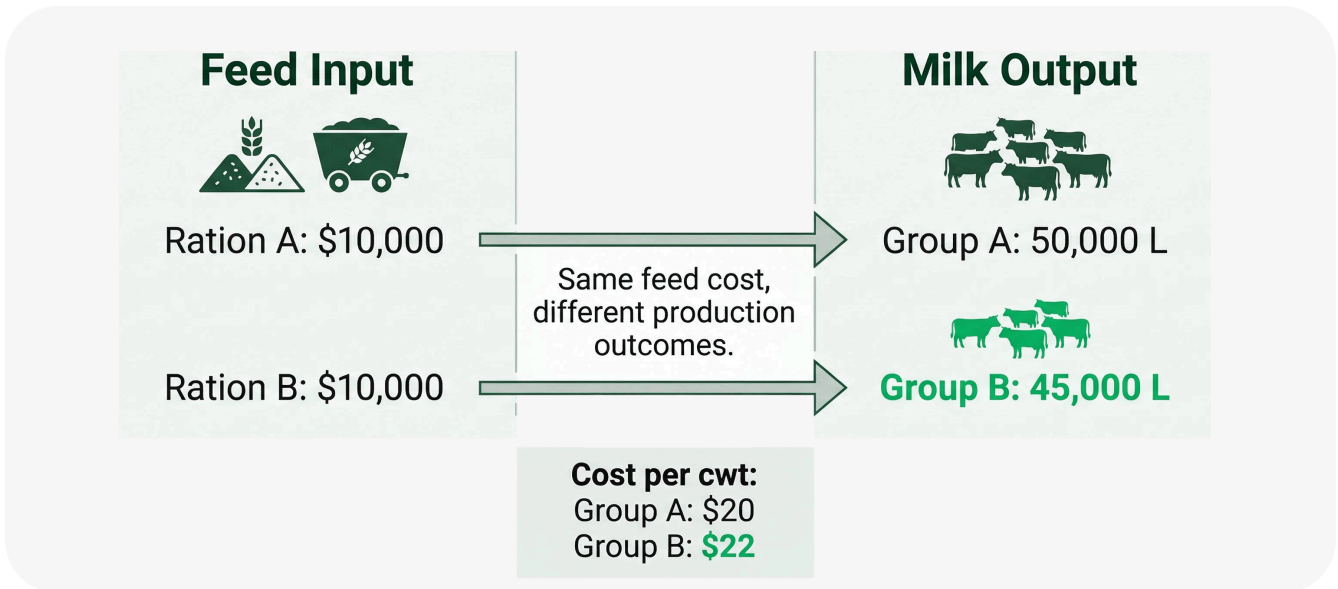 Feed Input
Ration A: $10,000
Ration B: $10,000
Same feed cost,
different production
outcomes.
Milk Output
Group A: 50,000 L
Group B: 45,000 L
Cost per cwt:
Group A: $20
Group B: $22